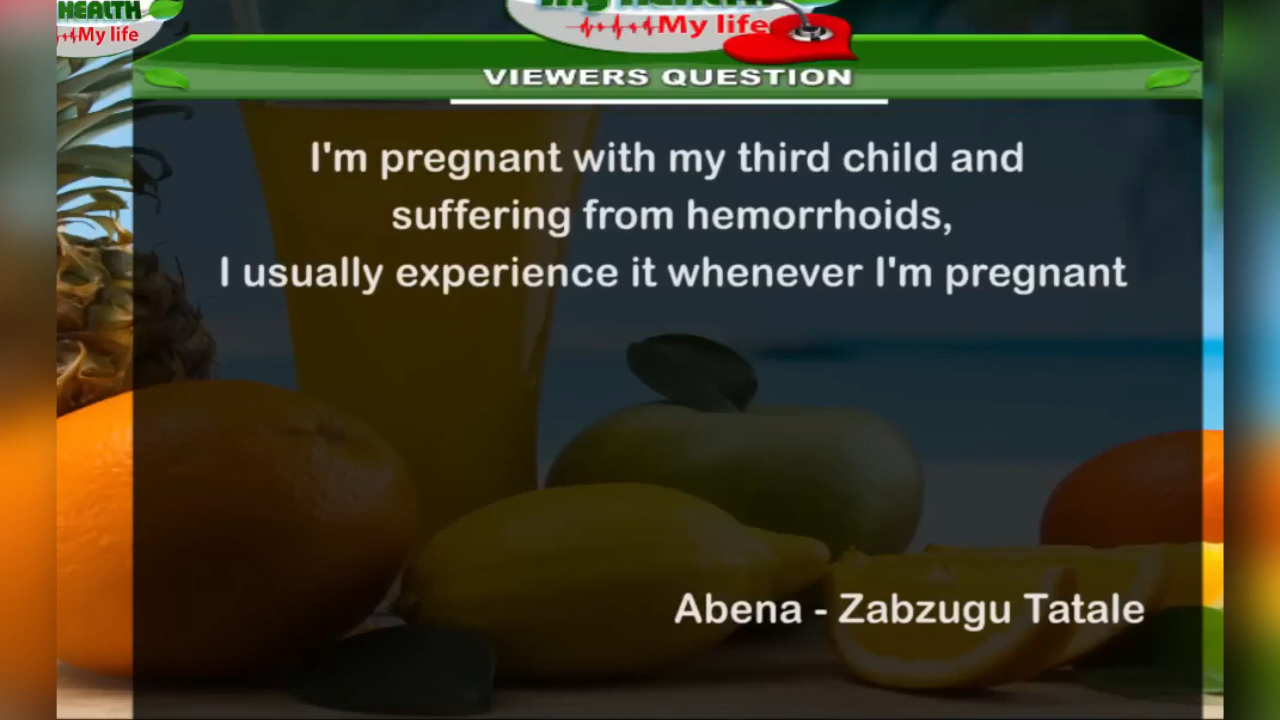 HEALTH
My life
My life
VIEWERS QUESTION
I'm pregnant with my third child and
suffering from hemorrhoids,
I usually experience it whenever I'm pregnant
Abena - Zabzugu Tatale